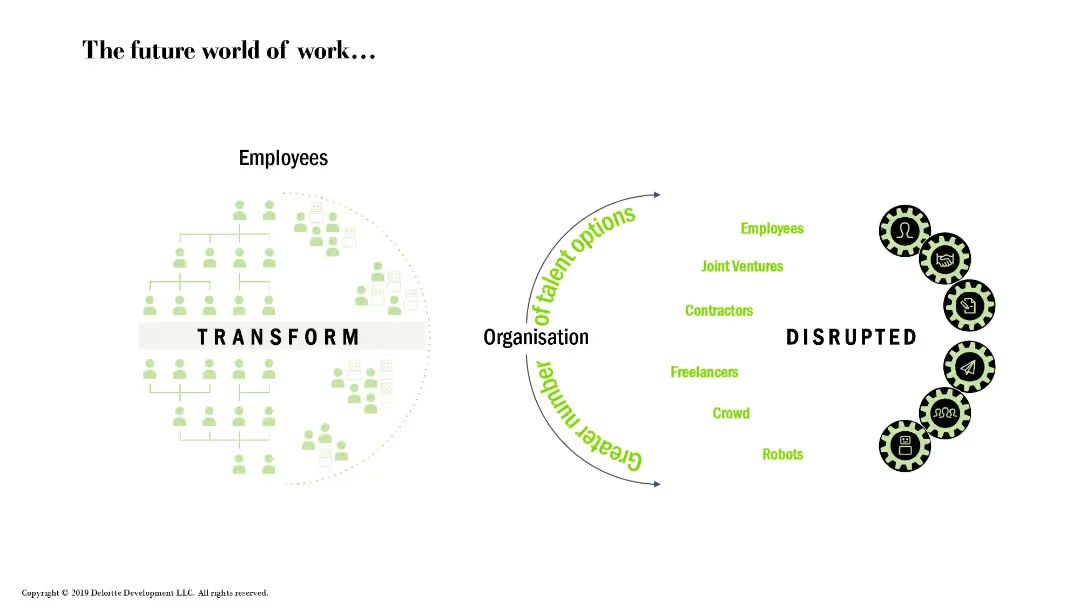 The future world of work…
Employees
TRANSFORM
Organisation
Greater number of talent options
Employees
Joint Ventures
Contractors
DISRUPTED
Freelancers
Crowd
Robots
Copyright © 2019 Deloitte Development LLC. All rights reserved.